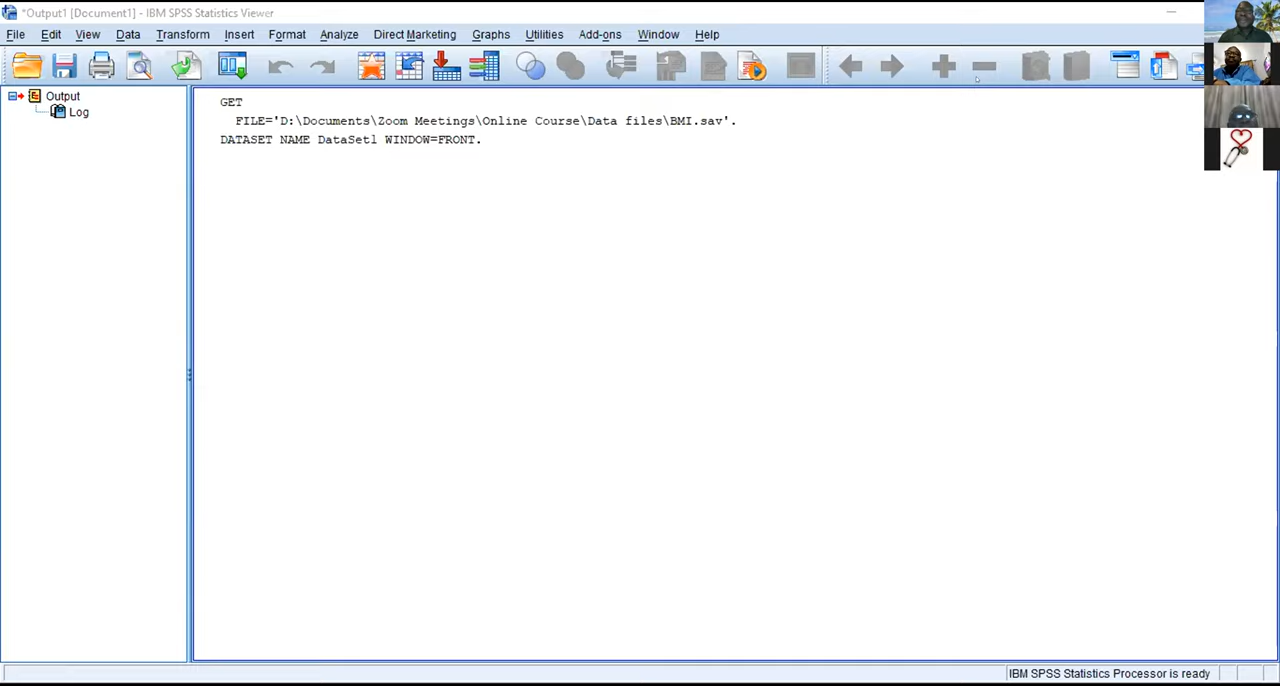 *Output1 [Document1] - IBM SPSS Statistics Viewer
File Edit View Data Transform Insert Format Analyze Direct Marketing Graphs Utilities Add-ons Window Help
Output
Log
GET
FILE='D:\Documents\Zoom Meetings\Online Course\Data files\BMI.sav'.
DATASET NAME DataSet1 WINDOW=FRONT.
IBM SPSS Statistics Processor is ready